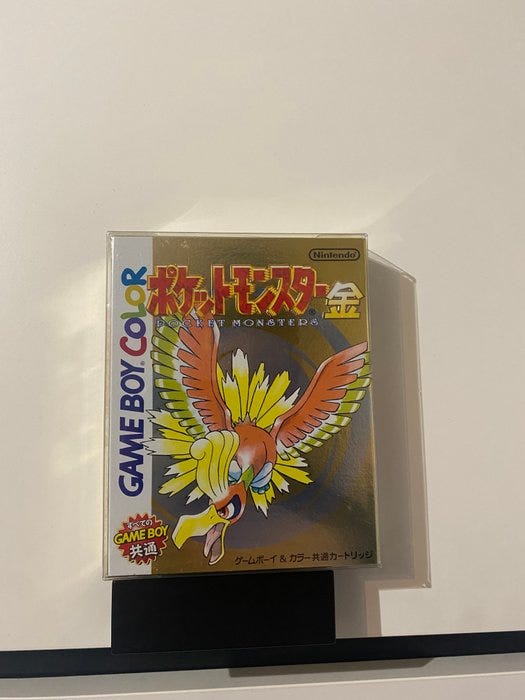 Nintendo
ポケットモンスター金
POCKET MONSTERS
GAME BOY COLOR
すべての
GAME BOY
共通
ゲームボーイ & カラー共通カートリッジ